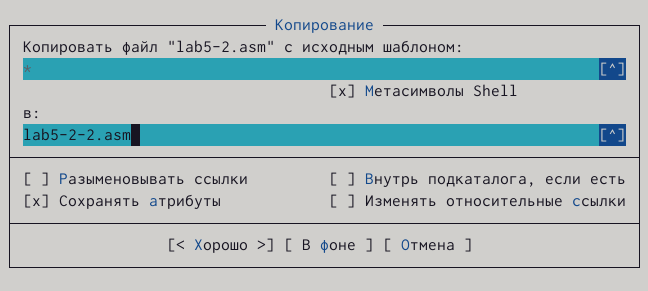 Копирование
Копировать файл "lab5-2.asm" с исходным шаблоном:
* [^]
[x] Метасимволы Shell
в:
lab5-2-2.asm [^]
[ ] Разыменовывать ссылки [ ] Внутрь подкаталога, если есть
[x] Сохранять атрибуты [ ] Изменять относительные ссылки
[< Хорошо >] [ В фоне ] [ Отмена ]